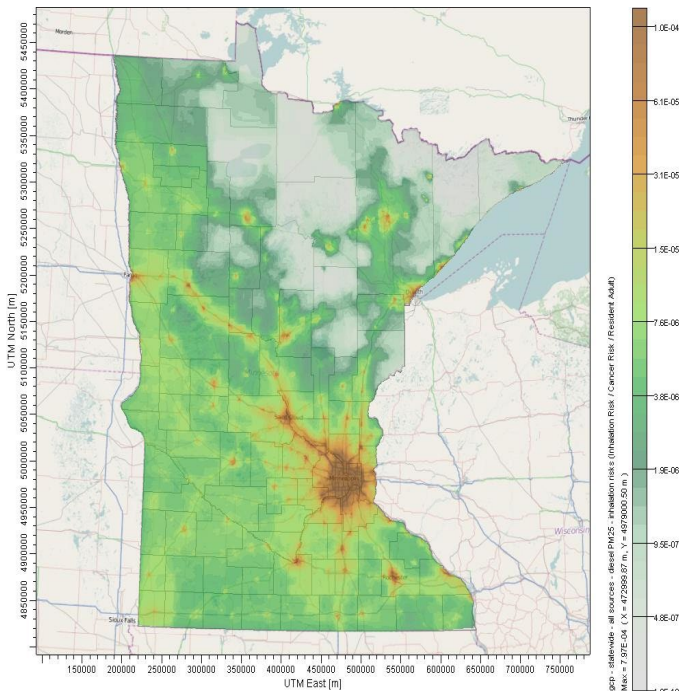 Morden
Thunder
Wisconsin
Sioux Falls
UTM North [m]
5450000
5400000
5350000
5300000
5250000
5200000
5150000
5100000
5050000
5000000
4950000
4900000
4850000
150000 200000 250000 300000 350000 400000 450000 500000 550000 600000 650000 700000 750000
UTM East [m]
gcp - statewide - all sources - diesel PM25 - inhalation risks (Inhalation Risk / Cancer Risk / Resident Adult)
Max = 7.97E-04 ( X = 472999.87 m, Y = 4979000.50 m )
1.0E-04
6.1E-05
3.1E-05
1.5E-05
7.6E-06
3.8E-06
1.9E-06
9.5E-07
4.8E-07